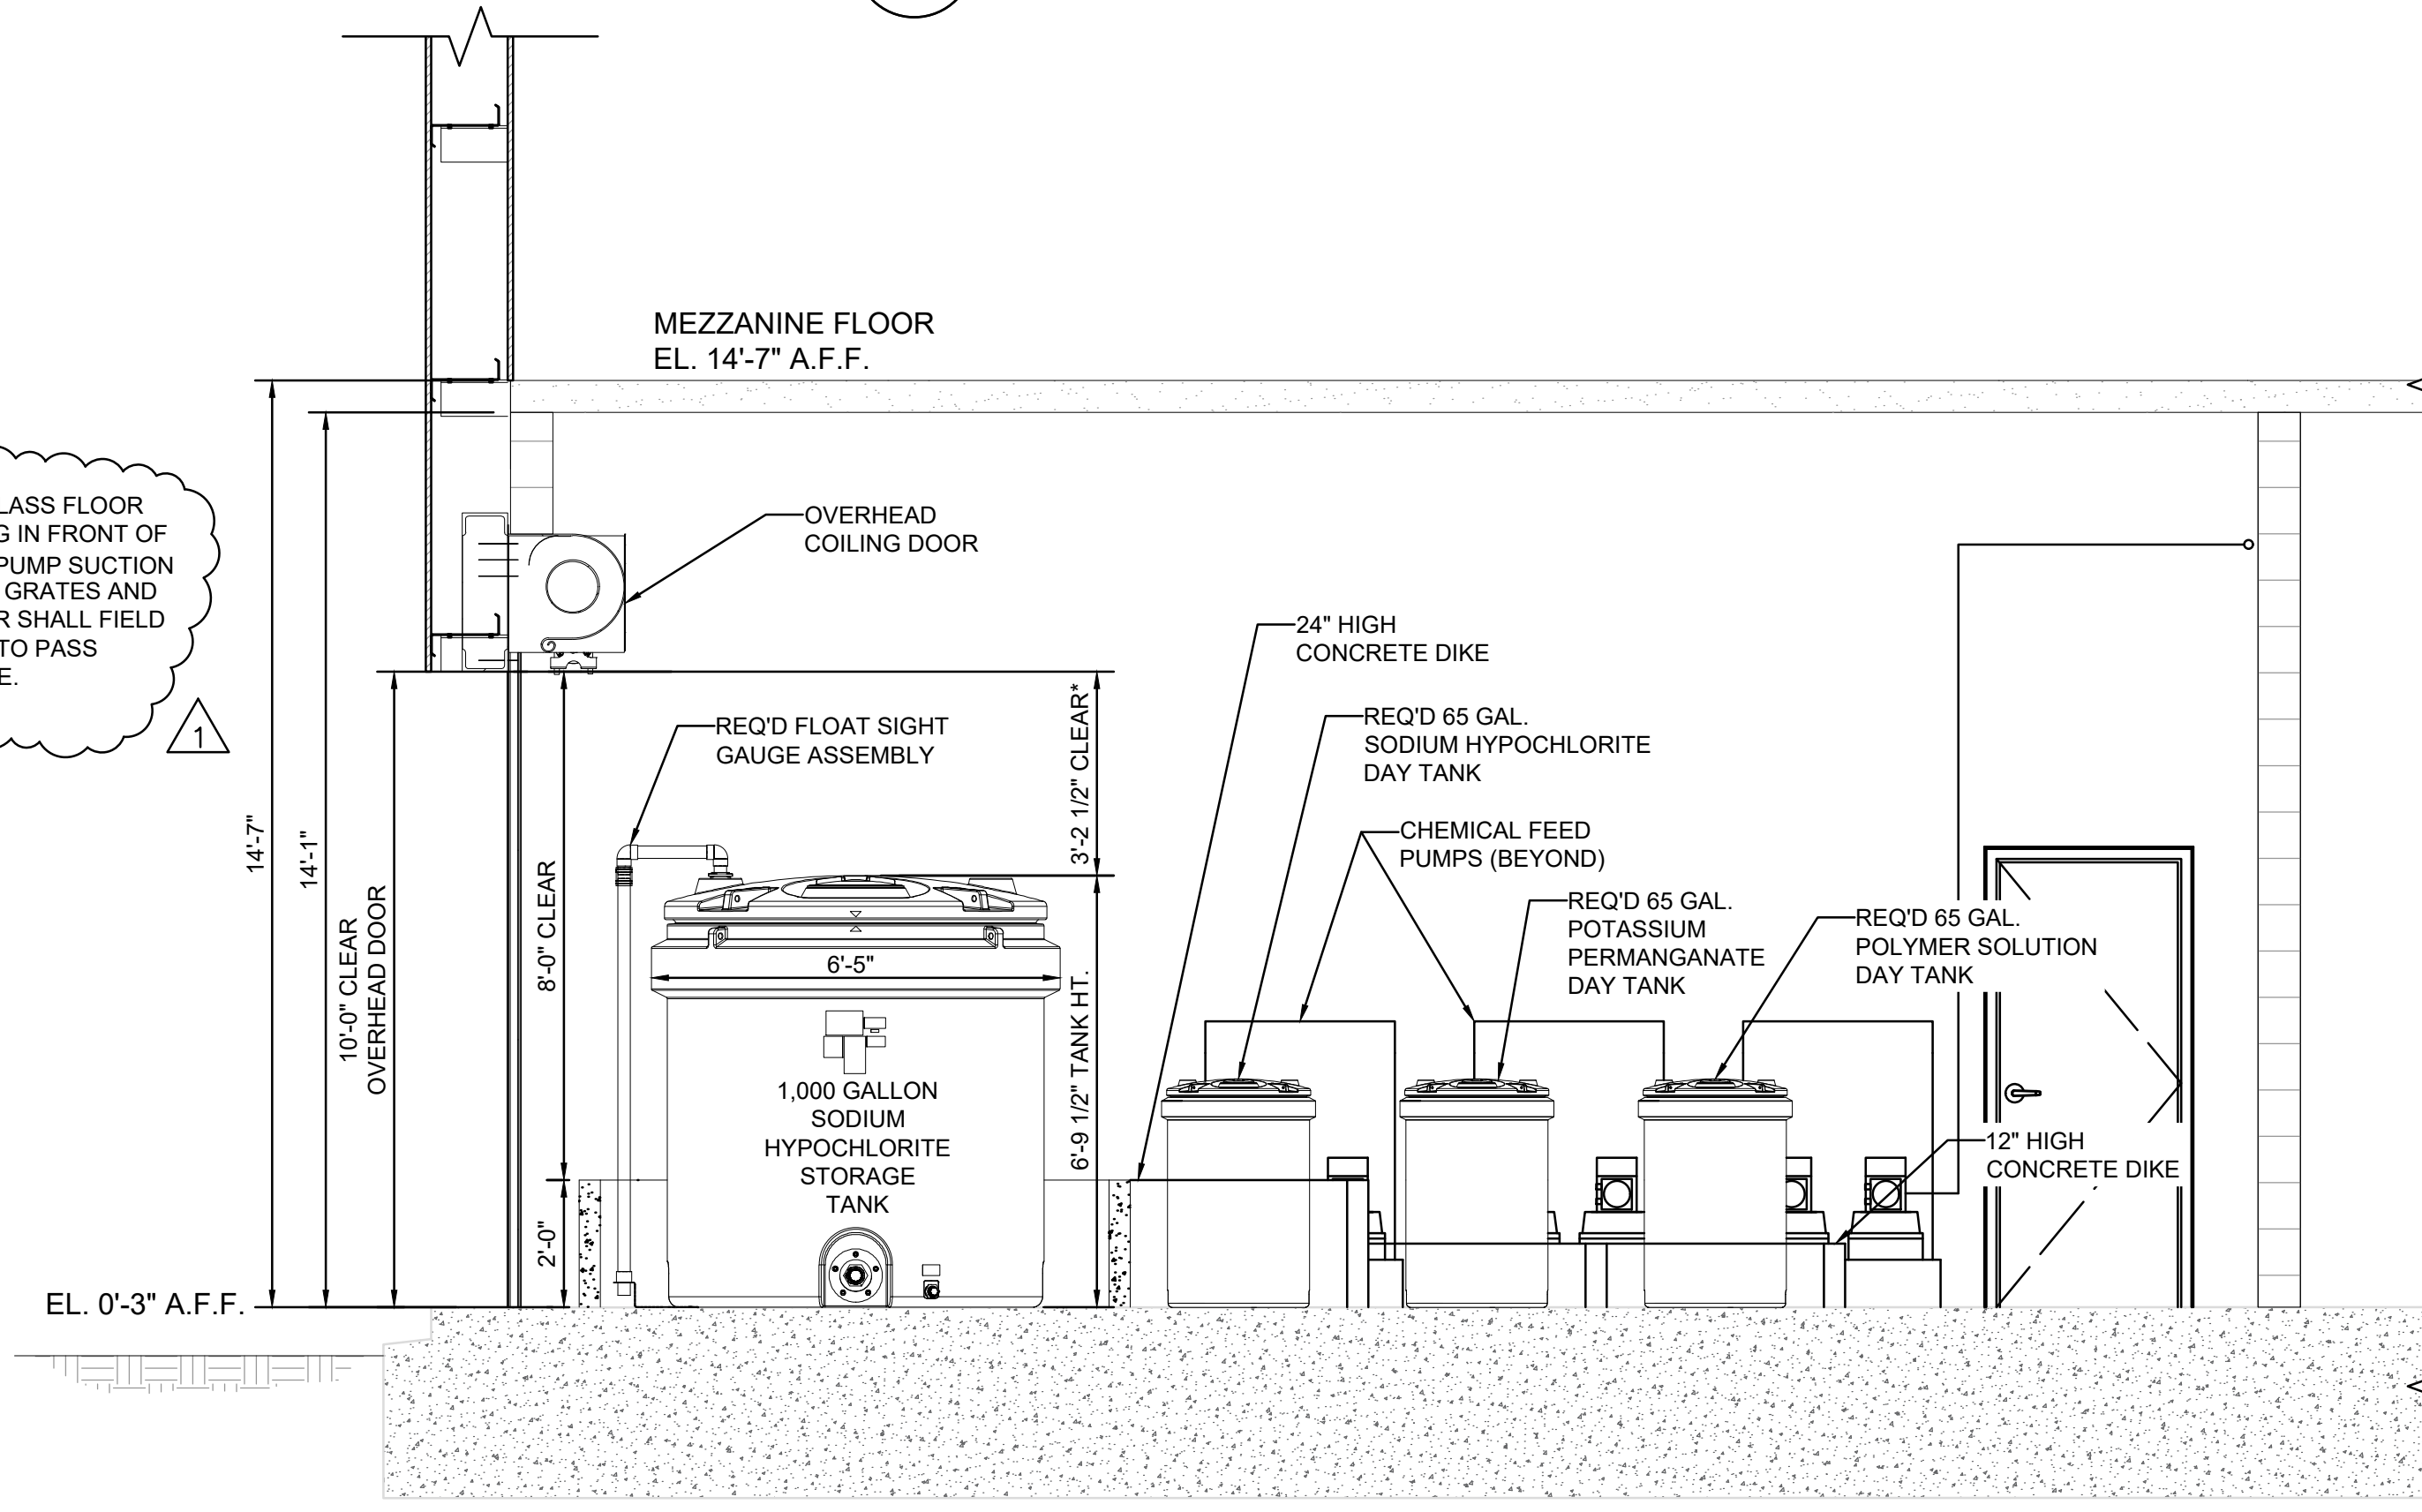 MEZZANINE FLOOR
EL. 14'-7" A.F.F.
LASS FLOOR
G IN FRONT OF
PUMP SUCTION
GRATES AND
R SHALL FIELD
TO PASS
E.
1
OVERHEAD
COILING DOOR
24" HIGH
CONCRETE DIKE
REQ'D FLOAT SIGHT
GAUGE ASSEMBLY
REQ'D 65 GAL.
SODIUM HYPOCHLORITE
DAY TANK
CHEMICAL FEED
PUMPS (BEYOND)
REQ'D 65 GAL.
POTASSIUM
PERMANGANATE
DAY TANK
REQ'D 65 GAL.
POLYMER SOLUTION
DAY TANK
12" HIGH
CONCRETE DIKE
14'-7"
14'-1"
10'-0" CLEAR
OVERHEAD DOOR
8'-0" CLEAR
2'-0"
3'-2 1/2" CLEAR*
6'-9 1/2" TANK HT.
6'-5"
1,000 GALLON
SODIUM
HYPOCHLORITE
STORAGE
TANK
EL. 0'-3" A.F.F.